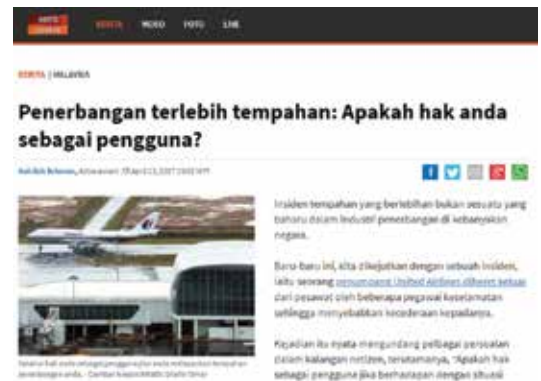 BERITA VIDEO FOTO LIVE
BERITA | MALAYSIA
Penerbangan terlebih tempahan: Apakah hak anda
sebagai pengguna?
Astro Awani
Insiden tempahan yang berlebihan bukan sesuatu yang
baharu dalam industri penerbangan di kebanyakan
negara.
Baru-baru ini, kita dikejutkan dengan sebuah insiden,
iaitu seorang penumpang United Airlines diheret keluar
dari pesawat oleh beberapa pegawai keselamatan
sehingga menyebabkan kecederaan kepadanya.
Kejadian itu nyata mengundang pelbagai persoalan
dalam kalangan netizen, terutamanya, "Apakah hak
sebagai pengguna jika berhadapan dengan situasi